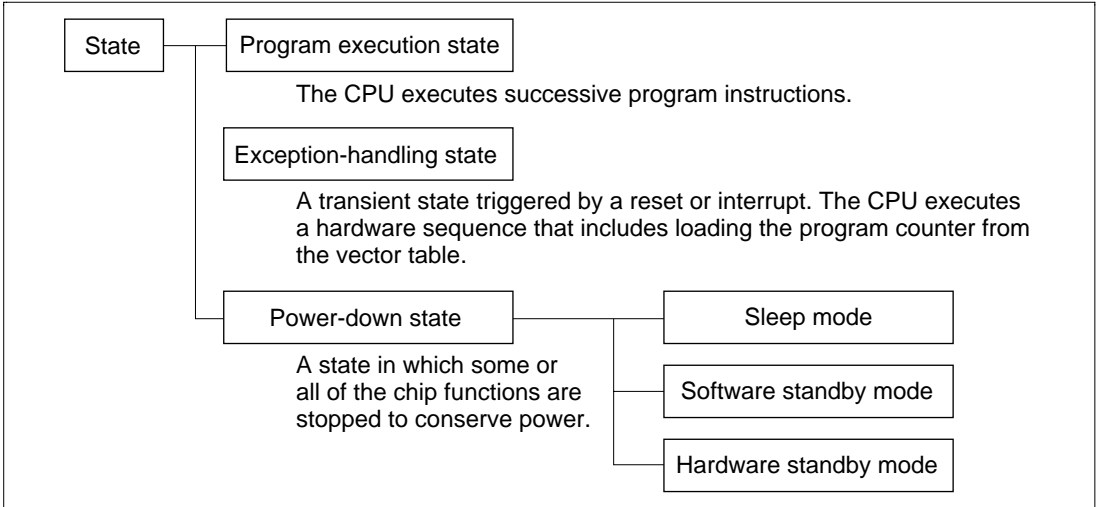 State
Program execution state
The CPU executes successive program instructions.
Exception-handling state
A transient state triggered by a reset or interrupt. The CPU executes
a hardware sequence that includes loading the program counter from
the vector table.
Power-down state
Sleep mode
A state in which some or
all of the chip functions are
stopped to conserve power.
Software standby mode
Hardware standby mode